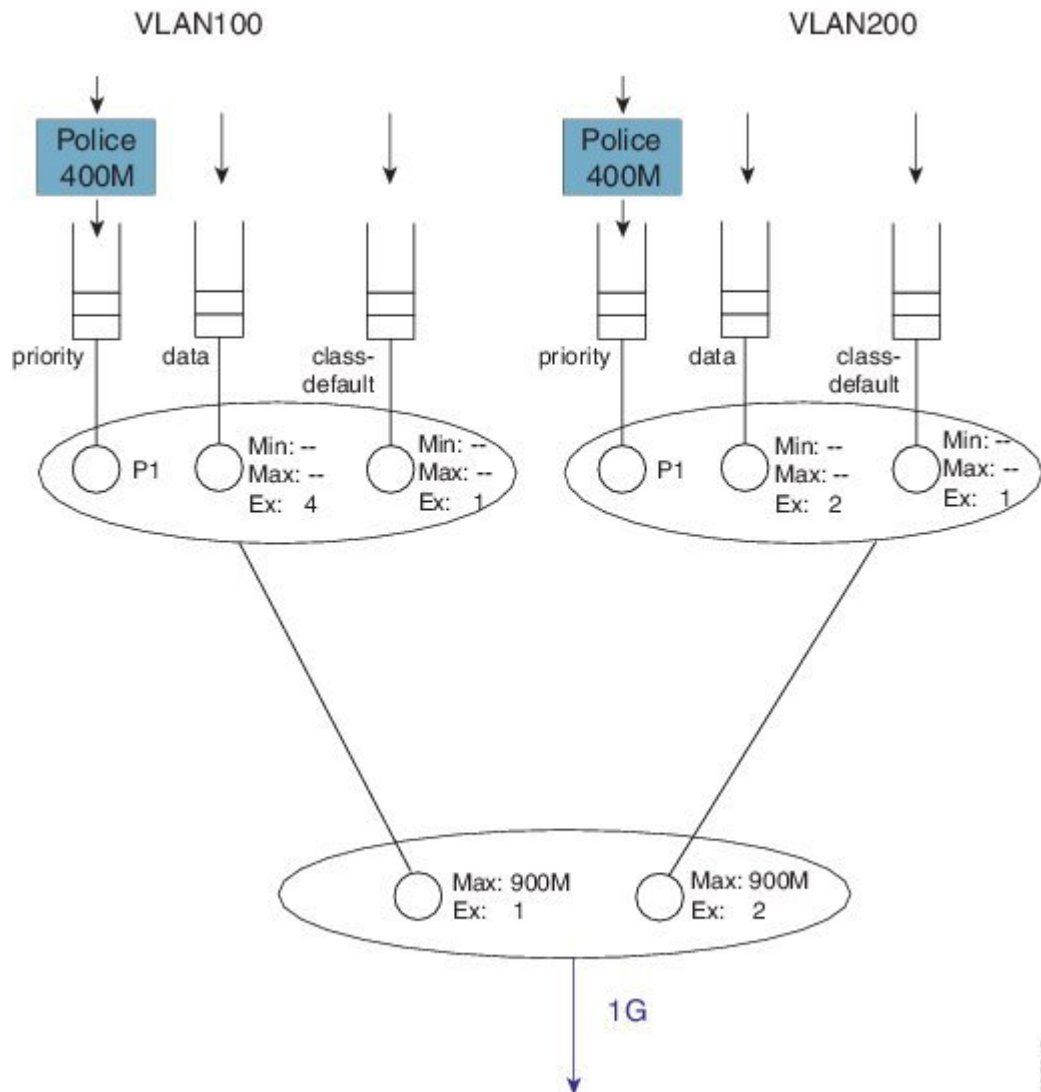 VLAN100
VLAN200
Police
400M
Police
400M
priority
data
class-
default
priority
data
class-
default
P1
Min: --
Max: --
Ex: 4
Min: --
Max: --
Ex: 1
P1
Min: --
Max: --
Ex: 2
Min: --
Max: --
Ex: 1
Max: 900M
Ex: 1
Max: 900M
Ex: 2
1G